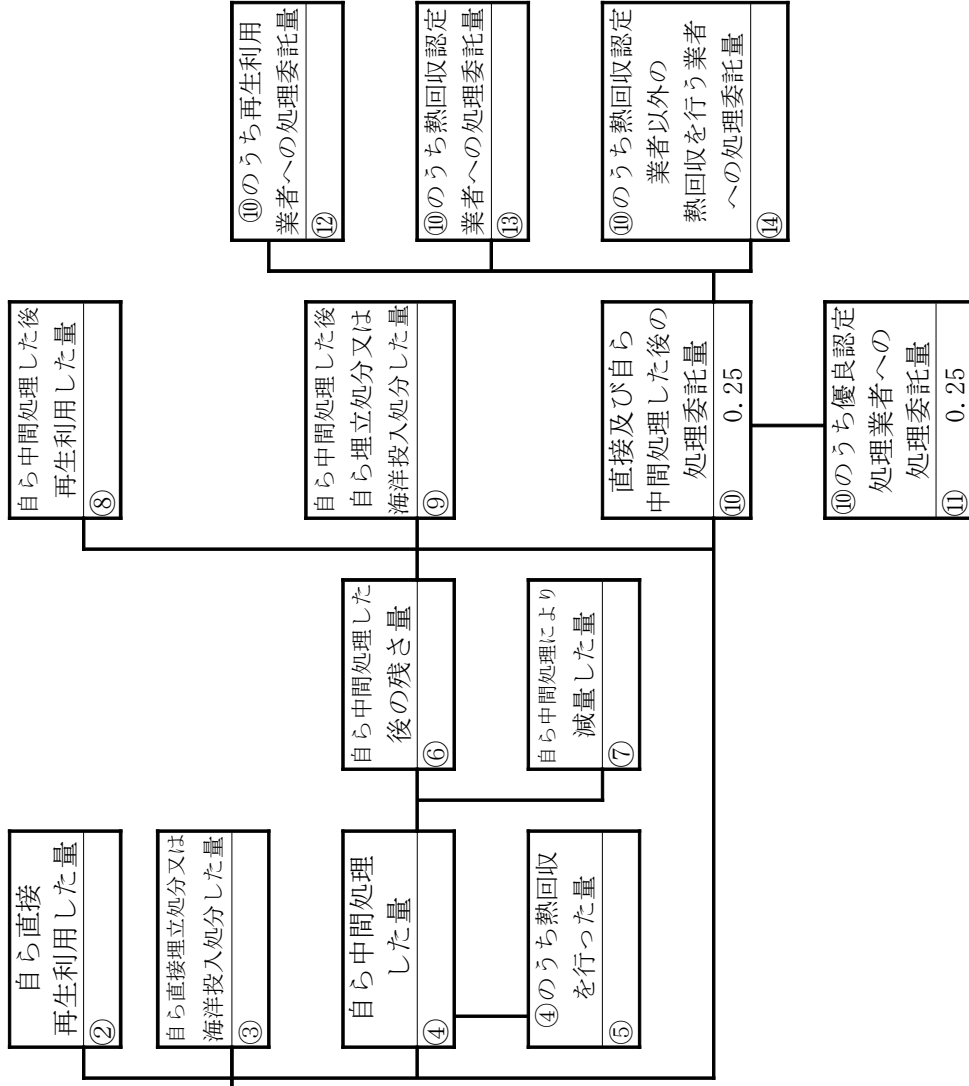 自ら直接
再生利用した量
②
自ら直接埋立処分又は
海洋投入処分した量
③
自ら中間処理
した量
④
④のうち熱回収
を行った量
⑤
自ら中間処理した
後の残さ量
⑥
自ら中間処理により
減量した量
⑦
自ら中間処理した後
再生利用した量
⑧
自ら中間処理した後
自ら埋立処分又は
海洋投入処分した量
⑨
直接及び自ら
中間処理した後の
処理委託量
⑩ 0.25
⑩のうち優良認定
処理業者への
処理委託量
⑪ 0.25
⑩のうち再生利用
業者への処理委託量
⑫
⑩のうち熱回収認定
業者への処理委託量
⑬
⑩のうち熱回収認定
業者以外の
熱回収を行う業者
への処理委託量
⑭